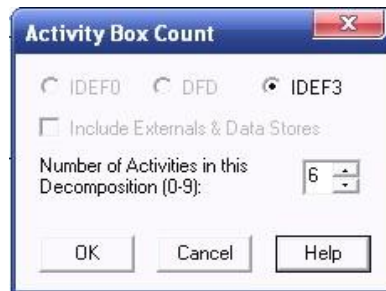 Activity Box Count
IDEF0 DFD IDEF3
Include Externals & Data Stores
Number of Activities in this
Decomposition (0-9):
6
OK Cancel Help